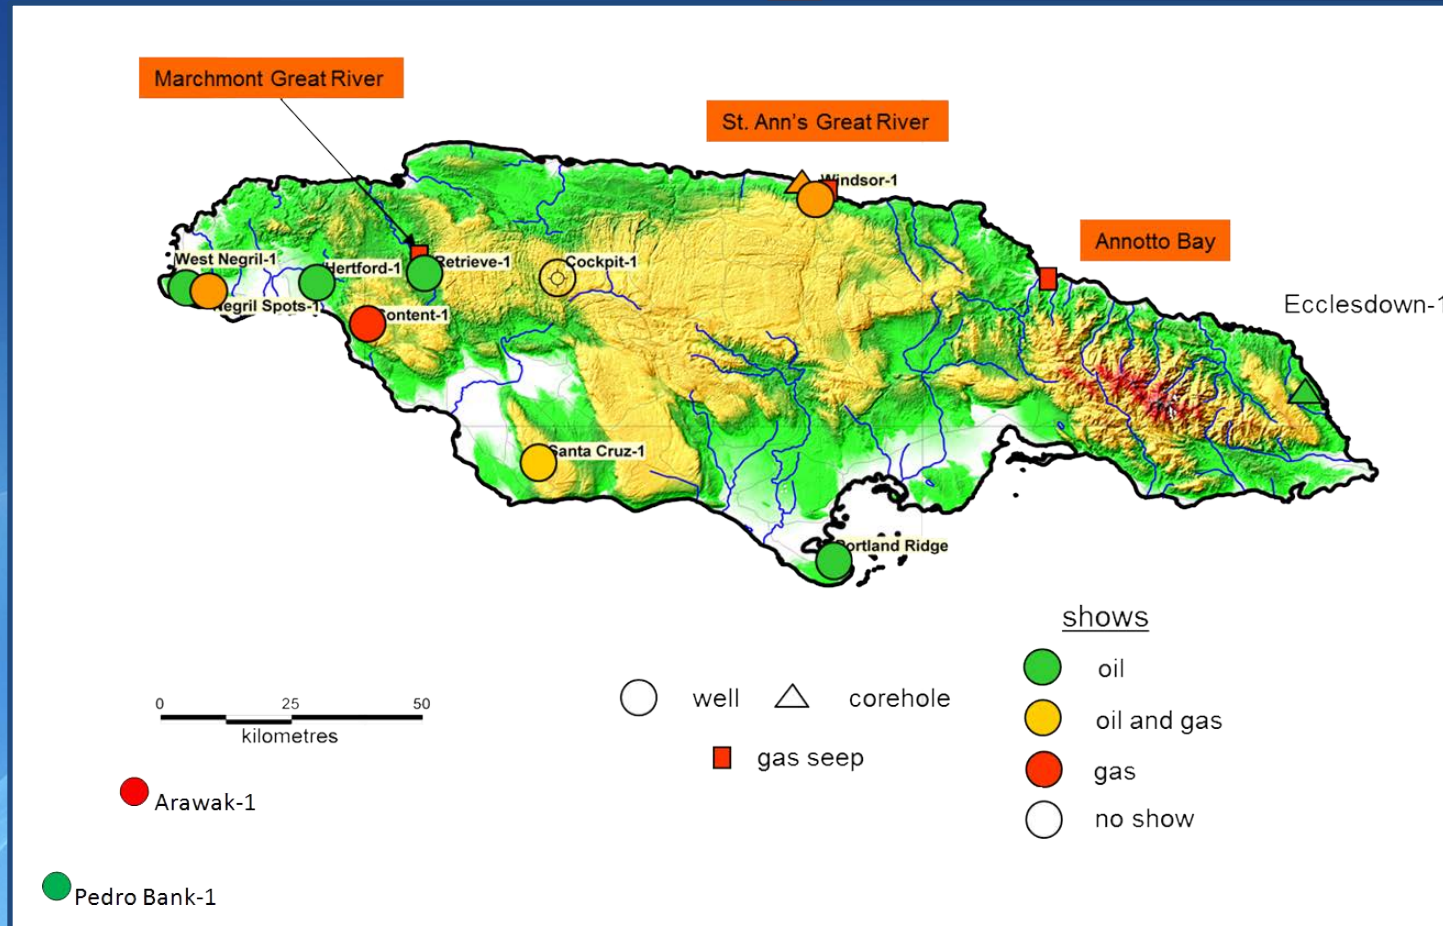 Marchmont Great River
St. Ann's Great River
Windsor-1
Annotto Bay
West Negril-1
Hertford-1
Retrieve-1
Cockpit-1
Negril Spots-1
Content-1
Ecclesdown-1
Santa Cruz-1
Portland Ridge
shows
oil
oil and gas
gas
no show
well
corehole
gas seep
0 25 50
kilometres
Arawak-1
Pedro Bank-1